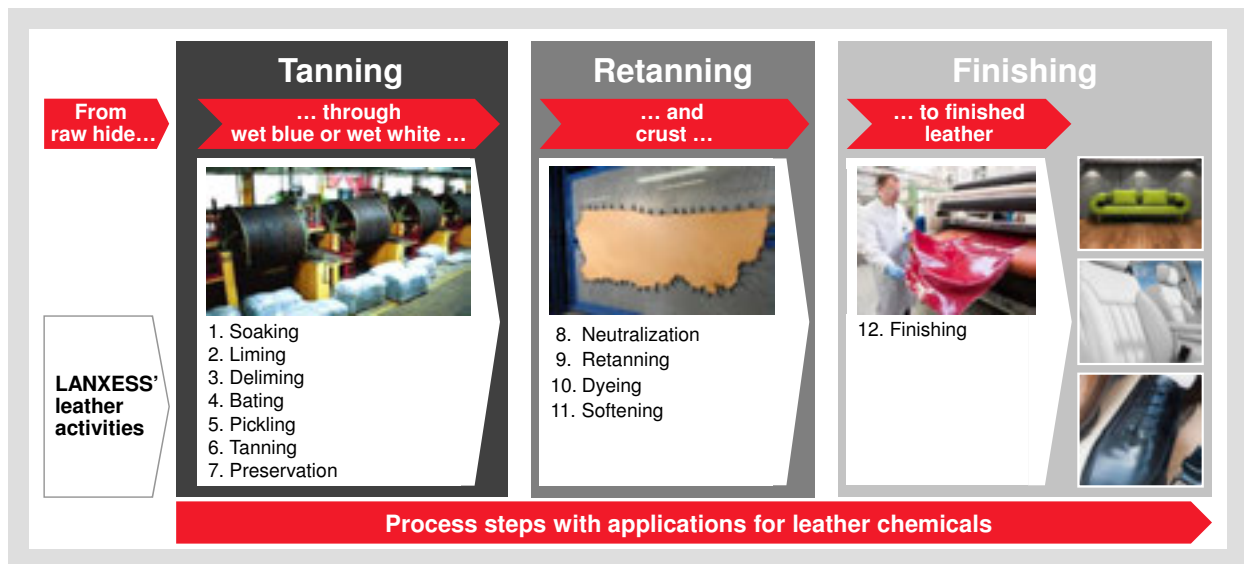 Tanning
Retanning
Finishing
From
raw hide…
… through
wet blue or wet white …
… and
crust …
… to finished
leather
LANXESS’
leather
activities
1. Soaking
2. Liming
3. Deliming
4. Bating
5. Pickling
6. Tanning
7. Preservation
8. Neutralization
9. Retanning
10. Dyeing
11. Softening
12. Finishing
Process steps with applications for leather chemicals